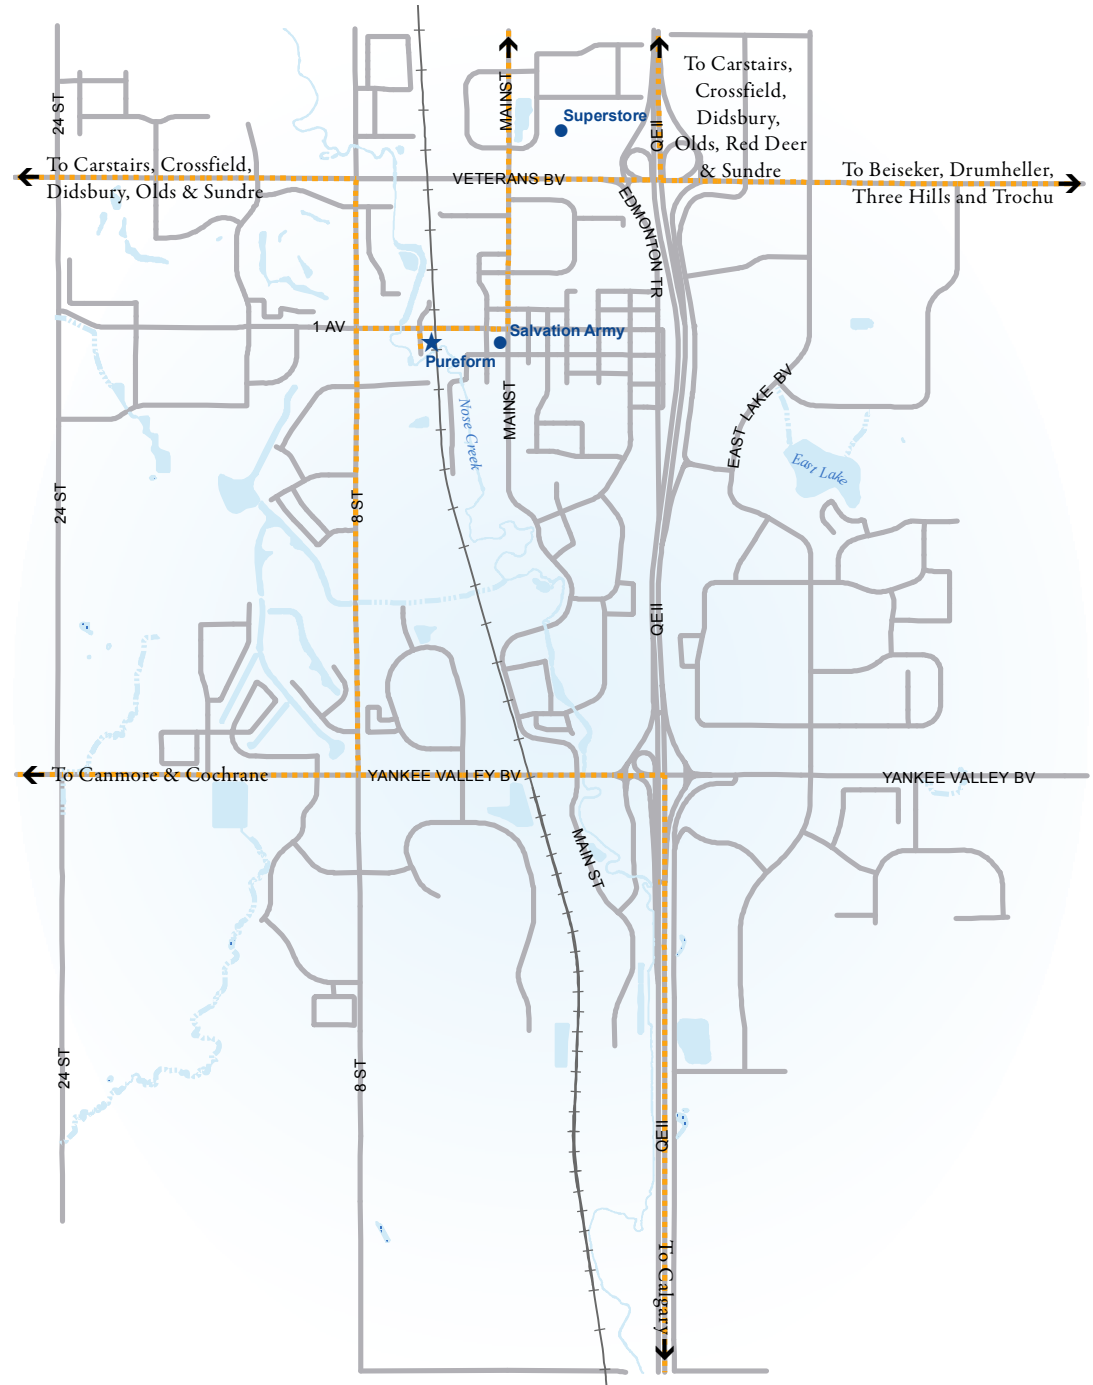 To Carstairs,
Crossfield,
Didsbury,
Olds, Red Deer
& Sundre
24 ST
MAINST
Superstore
QEII
To Carstairs, Crossfield,
Didsbury, Olds & Sundre
VETERANS BV
To Beiseker, Drumheller,
Three Hills and Trochu
EDMONTON TR
1 AV
Salvation Army
Pureform
MAINST
Nose Creek
EAST LAKE BV
East Lake
24 ST
8 ST
QEII
To Canmore & Cochrane
YANKEE VALLEY BV
YANKEE VALLEY BV
MAIN ST
24 ST
8 ST
QEII
To Calgary